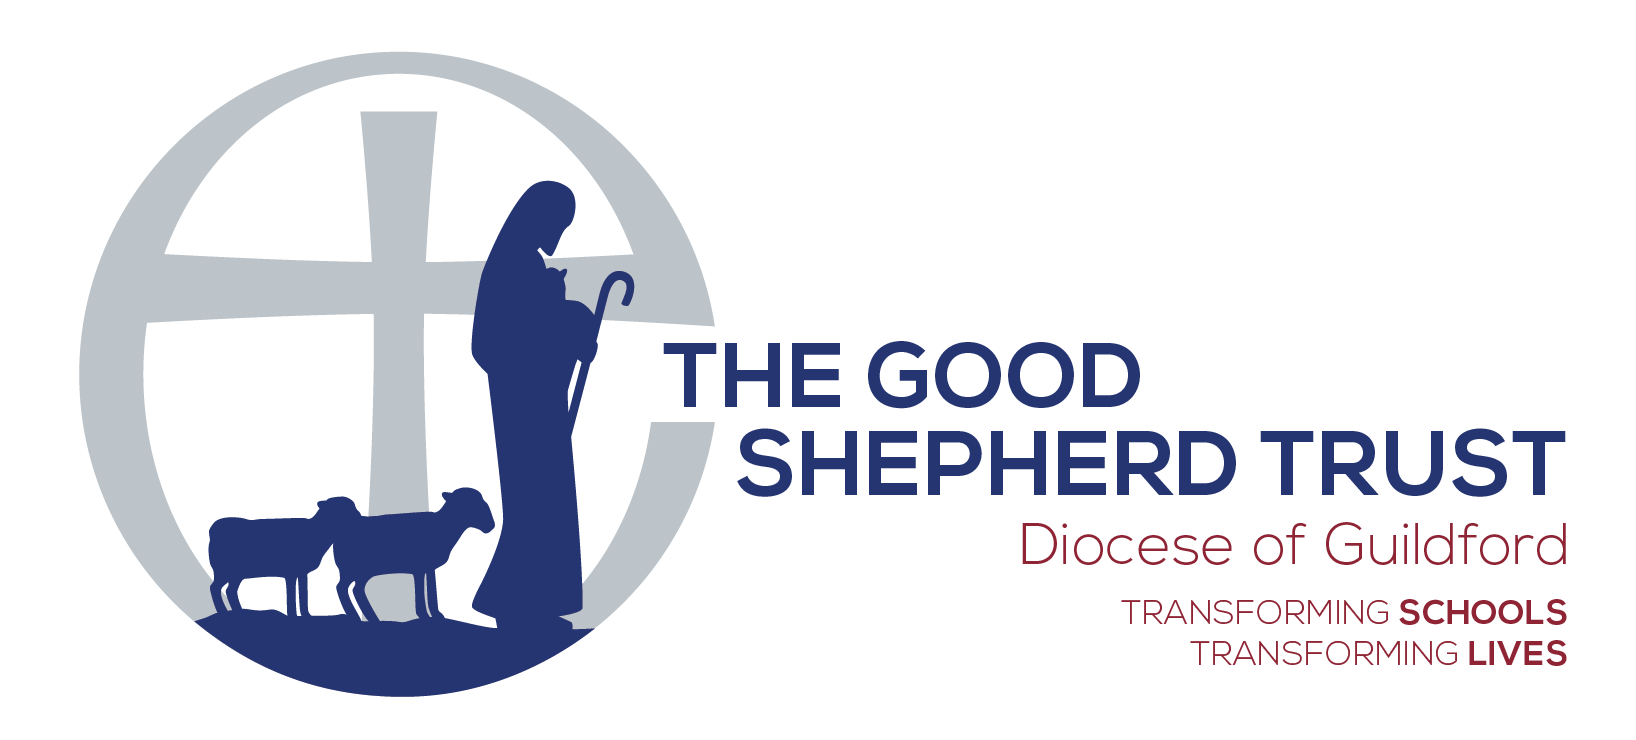 THE GOOD
SHEPHERD TRUST
Diocese of Guildford
TRANSFORMING SCHOOLS
TRANSFORMING LIVES